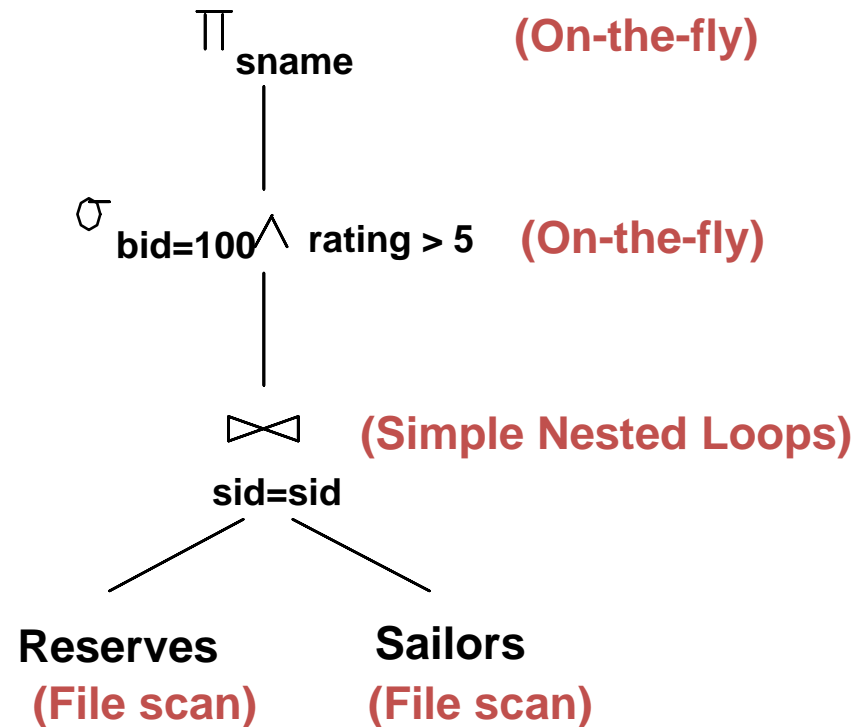 π sname (On-the-fly)
σ bid=100 ∧ rating > 5 (On-the-fly)
⋈ (Simple Nested Loops)
sid=sid
Reserves Sailors
(File scan) (File scan)